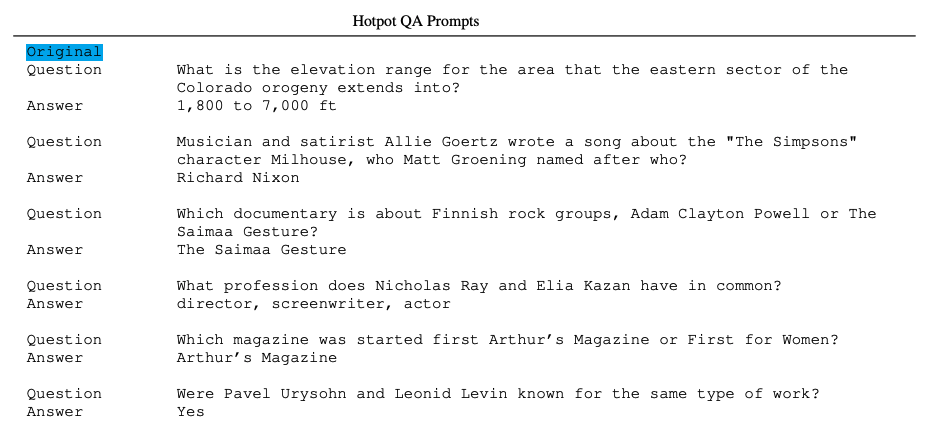 Hotpot QA Prompts
Original
Question What is the elevation range for the area that the eastern sector of the
Colorado orogeny extends into?
Answer 1,800 to 7,000 ft
Question Musician and satirist Allie Goertz wrote a song about the "The Simpsons"
character Milhouse, who Matt Groening named after who?
Answer Richard Nixon
Question Which documentary is about Finnish rock groups, Adam Clayton Powell or The
Saimaa Gesture?
Answer The Saimaa Gesture
Question What profession does Nicholas Ray and Elia Kazan have in common?
Answer director, screenwriter, actor
Question Which magazine was started first Arthur’s Magazine or First for Women?
Answer Arthur’s Magazine
Question Were Pavel Urysohn and Leonid Levin known for the same type of work?
Answer Yes